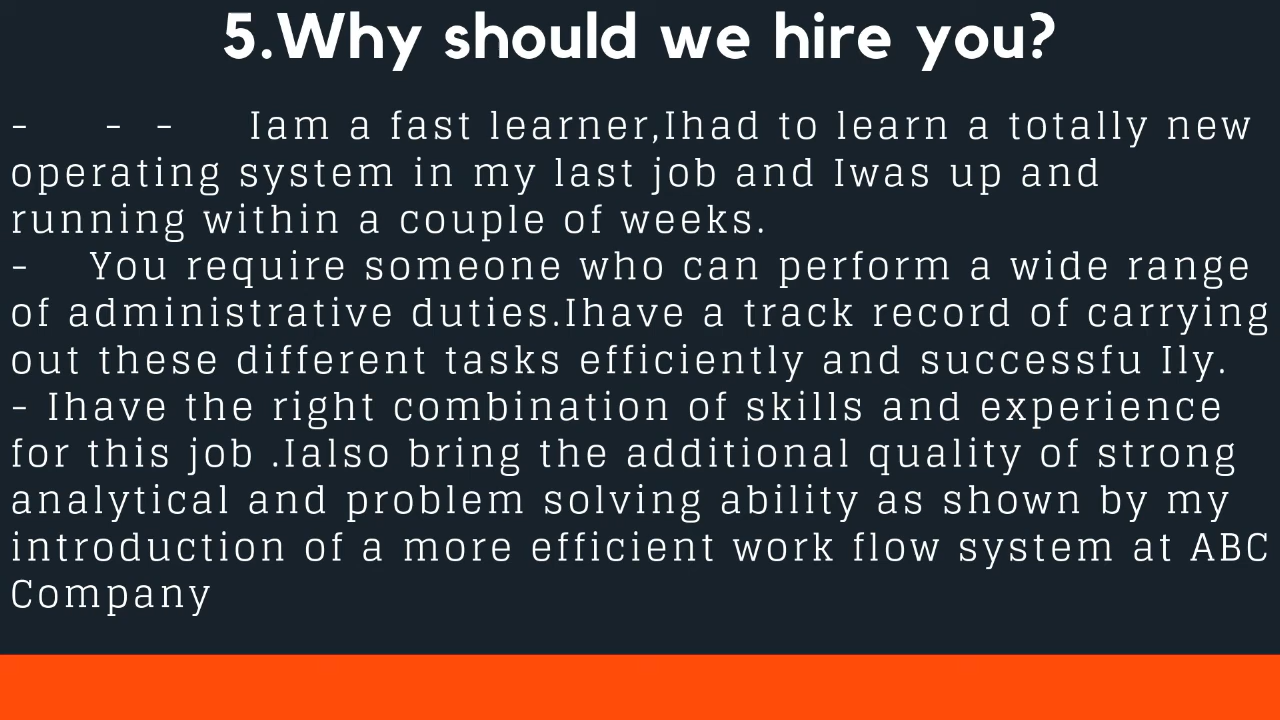 5.Why should we hire you?
- - - Iam a fast learner,Ihad to learn a totally new
operating system in my last job and Iwas up and
running within a couple of weeks.
- You require someone who can perform a wide range
of administrative duties.Ihave a track record of carrying
out these different tasks efficiently and successfu Ily.
- Ihave the right combination of skills and experience
for this job .Ialso bring the additional quality of strong
analytical and problem solving ability as shown by my
introduction of a more efficient work flow system at ABC
Company